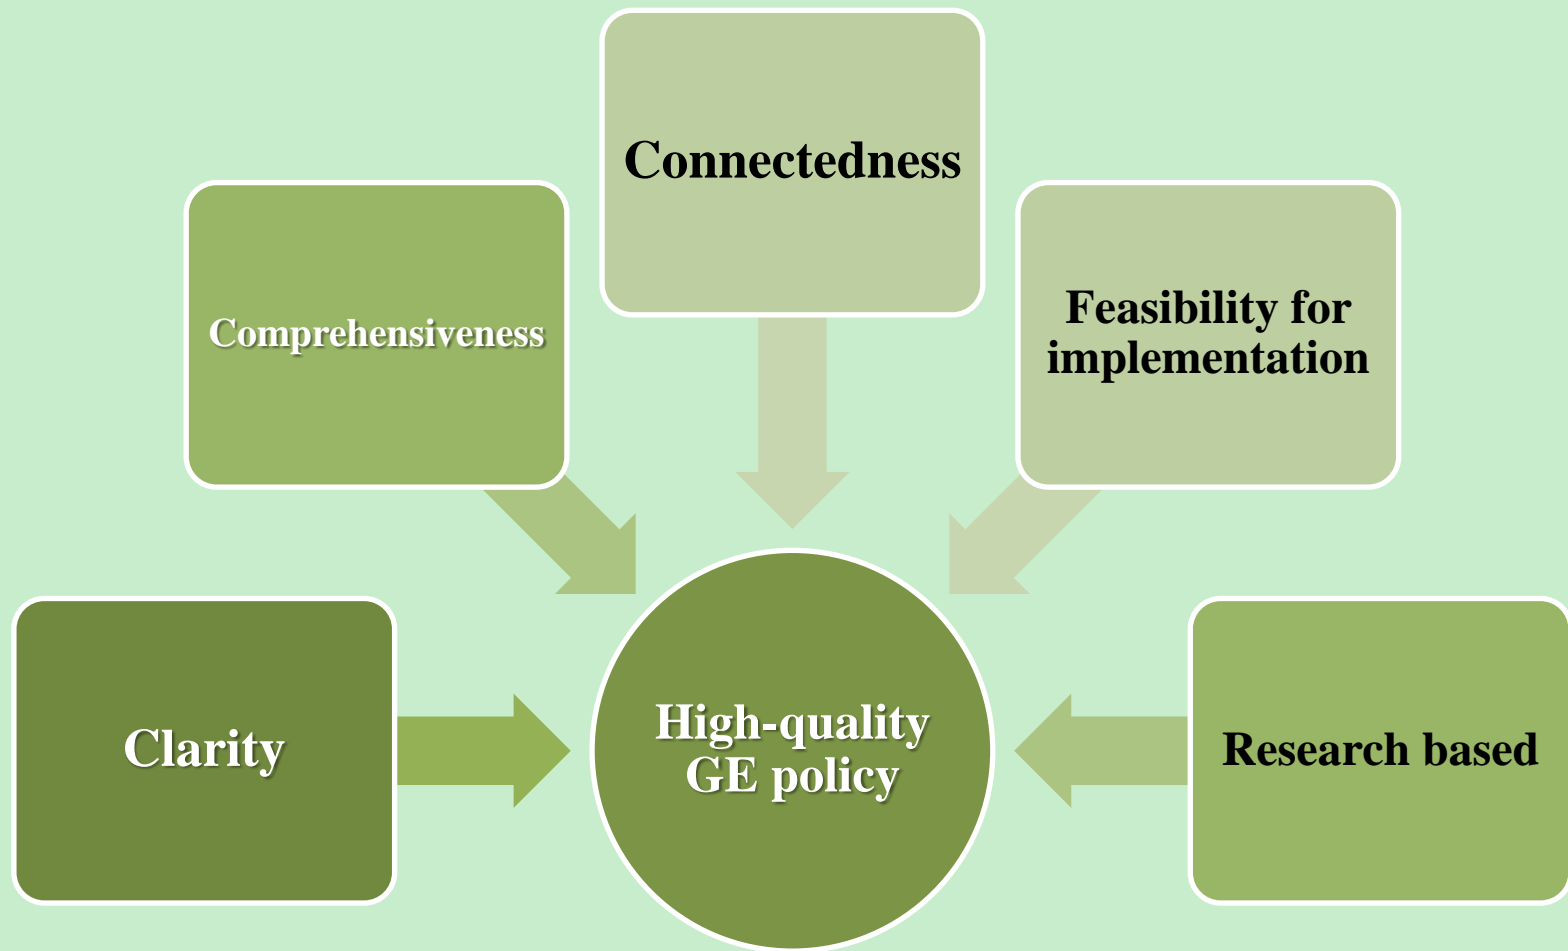 Connectedness
Comprehensiveness
Feasibility for
implementation
Clarity
High-quality
GE policy
Research based